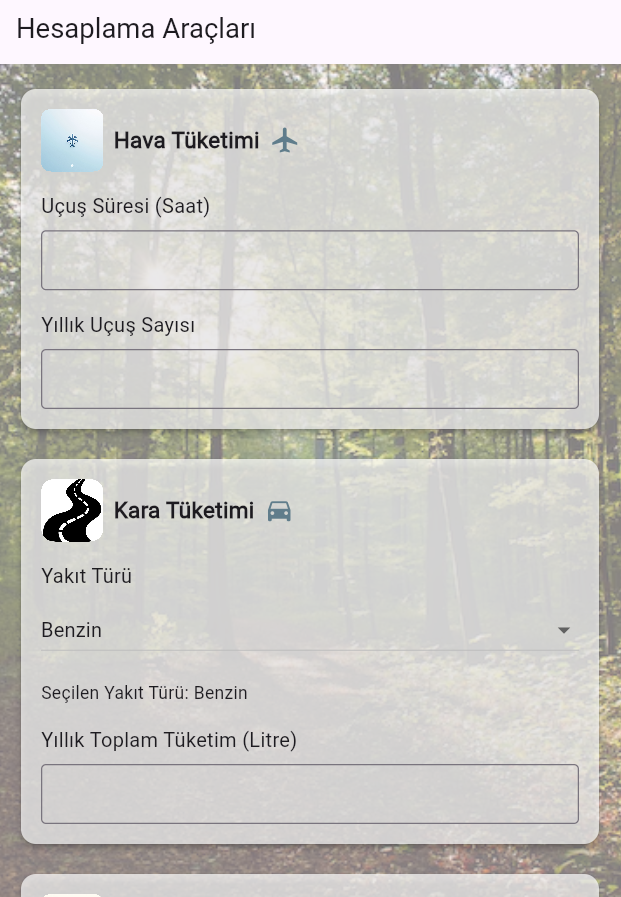 Hesaplama Araçları
Hava Tüketimi
Uçuş Süresi (Saat)
Yıllık Uçuş Sayısı
Kara Tüketimi
Yakıt Türü
Benzin
Seçilen Yakıt Türü: Benzin
Yıllık Toplam Tüketim (Litre)